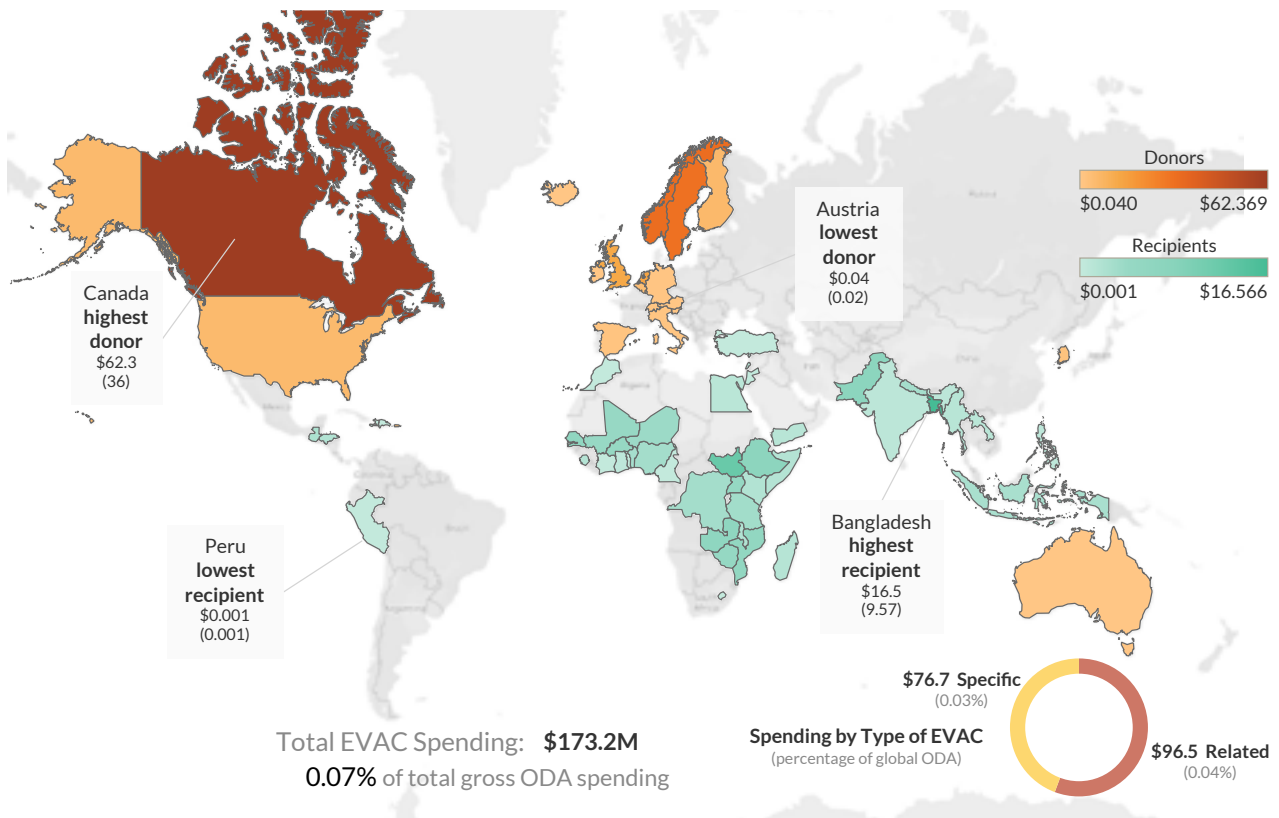 Donors
$0.040 $62.369
Recipients
$0.001 $16.566
Austria
lowest
donor
$0.04
(0.02)
Canada
highest
donor
$62.3
(36)
Peru
lowest
recipient
$0.001
(0.001)
Bangladesh
highest
recipient
$16.5
(9.57)
$76.7 Specific
(0.03%)
Spending by Type of EVAC
(percentage of global ODA)
$96.5 Related
(0.04%)
Total EVAC Spending: $173.2M
0.07% of total gross ODA spending